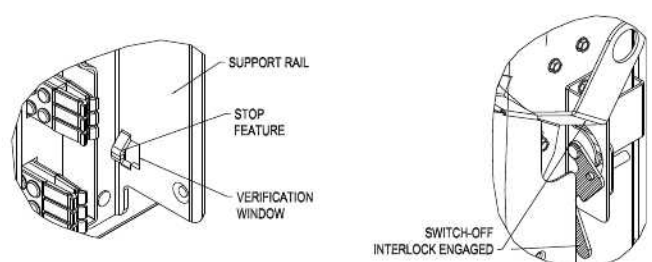 SUPPORT RAIL
STOP
FEATURE
VERIFICATION
WINDOW
SWITCH-OFF
INTERLOCK ENGAGED